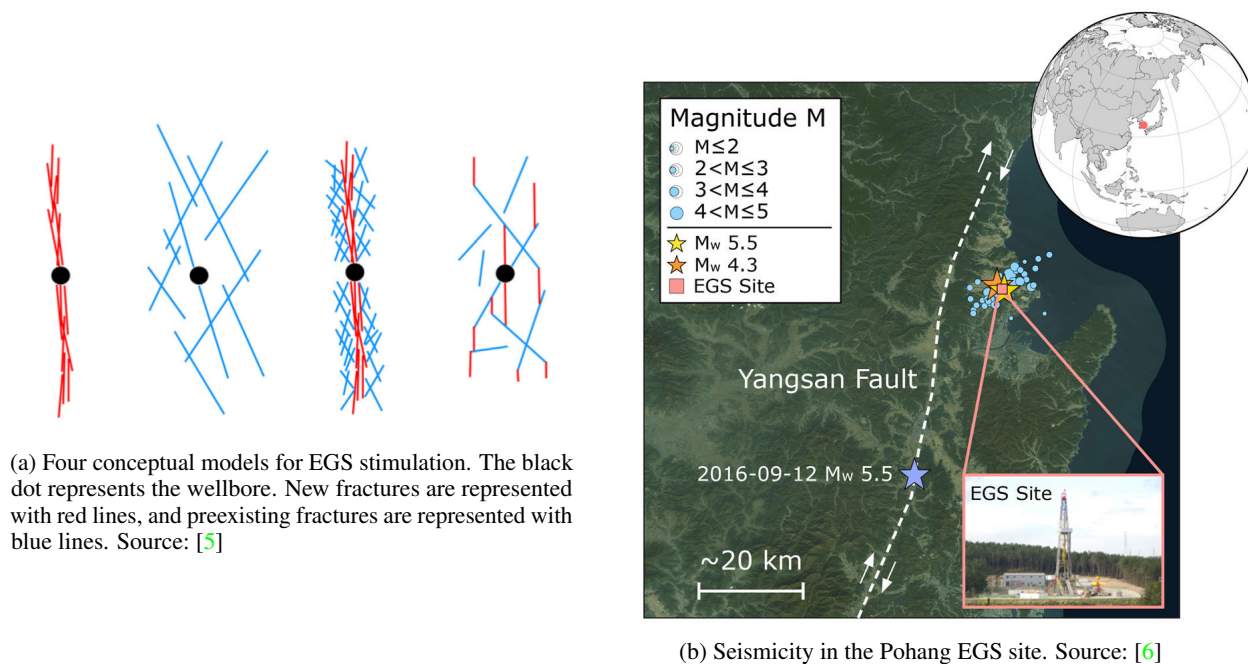 (a) Four conceptual models for EGS stimulation. The black
dot represents the wellbore. New fractures are represented
with red lines, and preexisting fractures are represented with
blue lines. Source: [5]
Magnitude M
M≤2
2<M≤3
3<M≤4
4<M≤5
Mw 5.5
Mw 4.3
EGS Site
Yangsan Fault
2016-09-12 Mw 5.5
EGS Site
~20 km
(b) Seismicity in the Pohang EGS site. Source: [6]